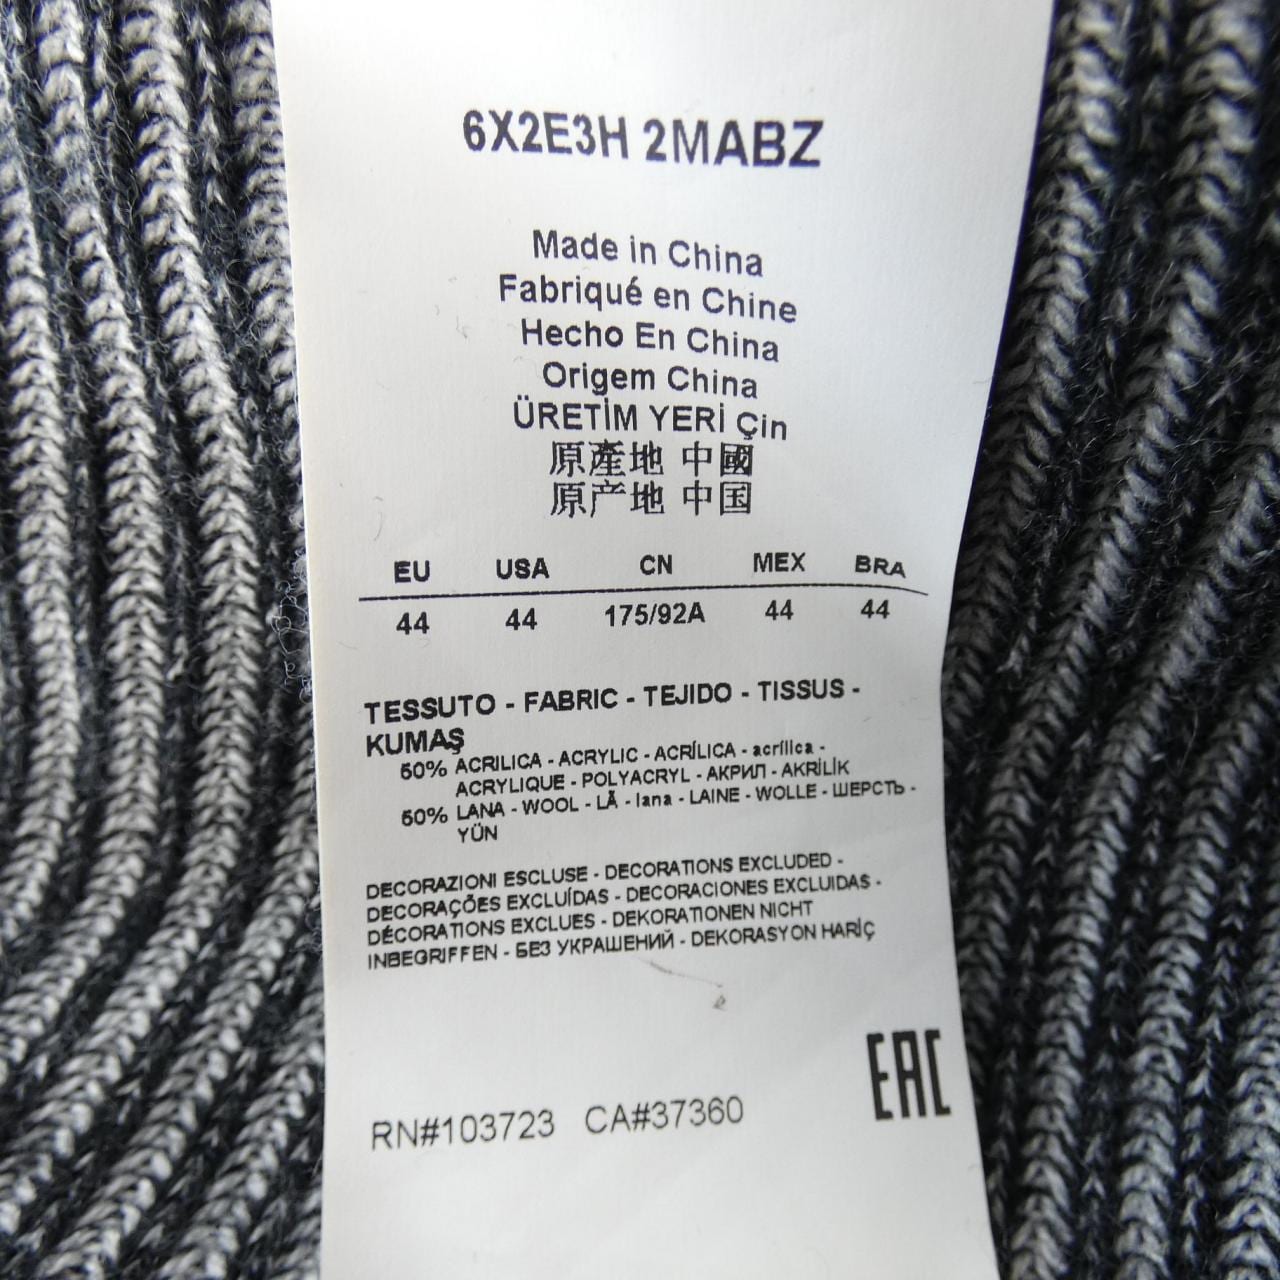 6X2E3H 2MABZ
Made in China
Fabriqué en Chine
Hecho En China
Origem China
ÜRETİM YERİ Çin
原產地 中國
原产地 中国
EU USA CN MEX BRA
44 44 175/92A 44 44
TESSUTO - FABRIC - TEJIDO - TISSUS -
KUMAŞ
50% ACRILICA - ACRYLIC - ACRÍLICA - acrílica -
ACRYLIQUE - POLYACRYL - АКРИЛ - AKRİLİK
50% LANA - WOOL - LÃ - lana - LAINE - WOLLE - ШЕРСТЬ -
YÜN
DECORAZIONI ESCLUSE - DECORATIONS EXCLUDED -
DECORAÇÕES EXCLUÍDAS - DECORACIONES EXCLUIDAS -
DÉCORATIONS EXCLUES - DEKORATIONEN NICHT
INBEGRIFFEN - БЕЗ УКРАШЕНИЙ - DEKORASYON HARİÇ
EAC
RN#103723 CA#37360